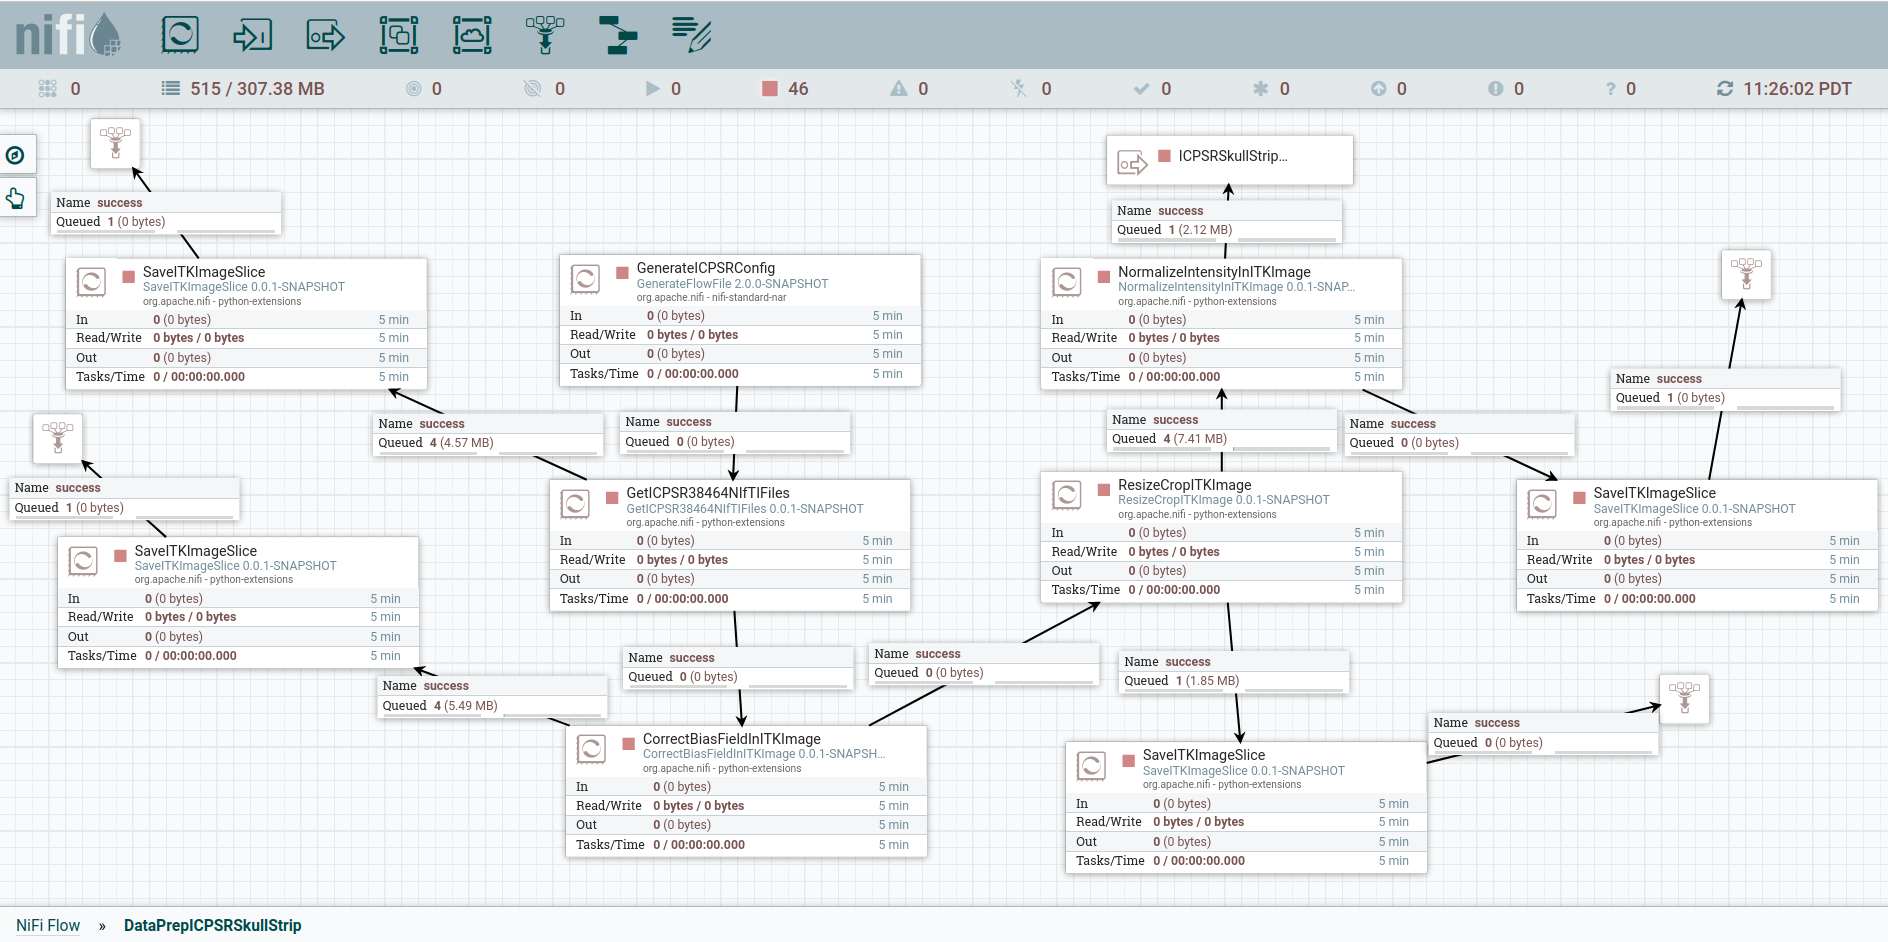 nifi
0
515 / 307.38 MB
0
0
0
46
0
0
0
0
0
0
0
11:26:02 PDT
Name success
Queued 1 (0 bytes)
SaveITKImageSlice
SaveITKImageSlice 0.0.1-SNAPSHOT
org.apache.nifi - python-extensions
In 0 (0 bytes) 5 min
Read/Write 0 bytes / 0 bytes 5 min
Out 0 (0 bytes) 5 min
Tasks/Time 0 / 00:00:00.000 5 min
GenerateICPSRConfig
GenerateFlowFile 2.0.0-SNAPSHOT
org.apache.nifi - nifi-standard-nar
In 0 (0 bytes) 5 min
Read/Write 0 bytes / 0 bytes 5 min
Out 0 (0 bytes) 5 min
Tasks/Time 0 / 00:00:00.000 5 min
ICPSRSkullStrip...
Name success
Queued 1 (2.12 MB)
NormalizeIntensityInITKImage
NormalizeIntensityInITKImage 0.0.1-SNAP...
org.apache.nifi - python-extensions
In 0 (0 bytes) 5 min
Read/Write 0 bytes / 0 bytes 5 min
Out 0 (0 bytes) 5 min
Tasks/Time 0 / 00:00:00.000 5 min
Name success
Queued 1 (0 bytes)
Name success
Queued 4 (4.57 MB)
Name success
Queued 0 (0 bytes)
Name success
Queued 4 (7.41 MB)
Name success
Queued 0 (0 bytes)
Name success
Queued 1 (0 bytes)
SaveITKImageSlice
SaveITKImageSlice 0.0.1-SNAPSHOT
org.apache.nifi - python-extensions
In 0 (0 bytes) 5 min
Read/Write 0 bytes / 0 bytes 5 min
Out 0 (0 bytes) 5 min
Tasks/Time 0 / 00:00:00.000 5 min
GetICPSR38464NIfTIFiles
GetICPSR38464NIfTIFiles 0.0.1-SNAPSHOT
org.apache.nifi - python-extensions
In 0 (0 bytes) 5 min
Read/Write 0 bytes / 0 bytes 5 min
Out 0 (0 bytes) 5 min
Tasks/Time 0 / 00:00:00.000 5 min
ResizeCropITKImage
ResizeCropITKImage 0.0.1-SNAPSHOT
org.apache.nifi - python-extensions
In 0 (0 bytes) 5 min
Read/Write 0 bytes / 0 bytes 5 min
Out 0 (0 bytes) 5 min
Tasks/Time 0 / 00:00:00.000 5 min
SaveITKImageSlice
SaveITKImageSlice 0.0.1-SNAPSHOT
org.apache.nifi - python-extensions
In 0 (0 bytes) 5 min
Read/Write 0 bytes / 0 bytes 5 min
Out 0 (0 bytes) 5 min
Tasks/Time 0 / 00:00:00.000 5 min
Name success
Queued 4 (5.49 MB)
Name success
Queued 0 (0 bytes)
Name success
Queued 0 (0 bytes)
Name success
Queued 1 (1.85 MB)
Name success
Queued 0 (0 bytes)
CorrectBiasFieldInITKImage
CorrectBiasFieldInITKImage 0.0.1-SNAPSH...
org.apache.nifi - python-extensions
In 0 (0 bytes) 5 min
Read/Write 0 bytes / 0 bytes 5 min
Out 0 (0 bytes) 5 min
Tasks/Time 0 / 00:00:00.000 5 min
SaveITKImageSlice
SaveITKImageSlice 0.0.1-SNAPSHOT
org.apache.nifi - python-extensions
In 0 (0 bytes) 5 min
Read/Write 0 bytes / 0 bytes 5 min
Out 0 (0 bytes) 5 min
Tasks/Time 0 / 00:00:00.000 5 min
NiFi Flow » DataPrepICPSRSkullStrip